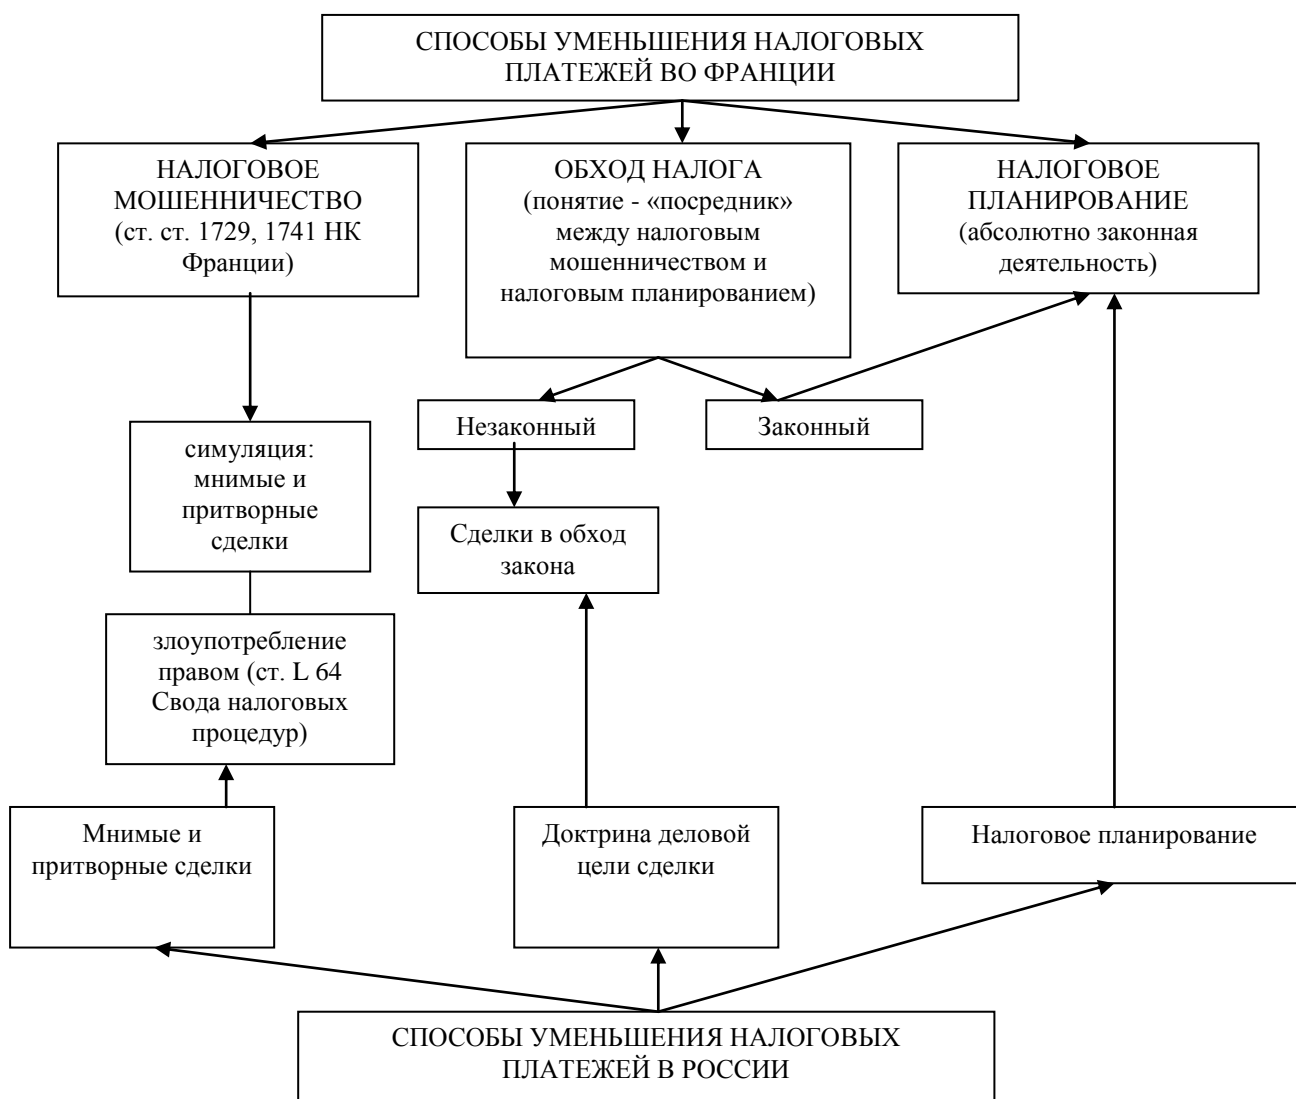 СПОСОБЫ УМЕНЬШЕНИЯ НАЛОГОВЫХ
ПЛАТЕЖЕЙ ВО ФРАНЦИИ
НАЛОГОВОЕ
МОШЕННИЧЕСТВО
(ст. ст. 1729, 1741 НК
Франции)
ОБХОД НАЛОГА
(понятие - «посредник»
между налоговым
мошенничеством и
налоговым планированием)
НАЛОГОВОЕ
ПЛАНИРОВАНИЕ
(абсолютно законная
деятельность)
Незаконный
Законный
симуляция:
мнимые и
притворные
сделки
Сделки в обход
закона
злоупотребление
правом (ст. L 64
Свода налоговых
процедур)
Мнимые и
притворные сделки
Доктрина деловой
цели сделки
Налоговое планирование
СПОСОБЫ УМЕНЬШЕНИЯ НАЛОГОВЫХ
ПЛАТЕЖЕЙ В РОССИИ